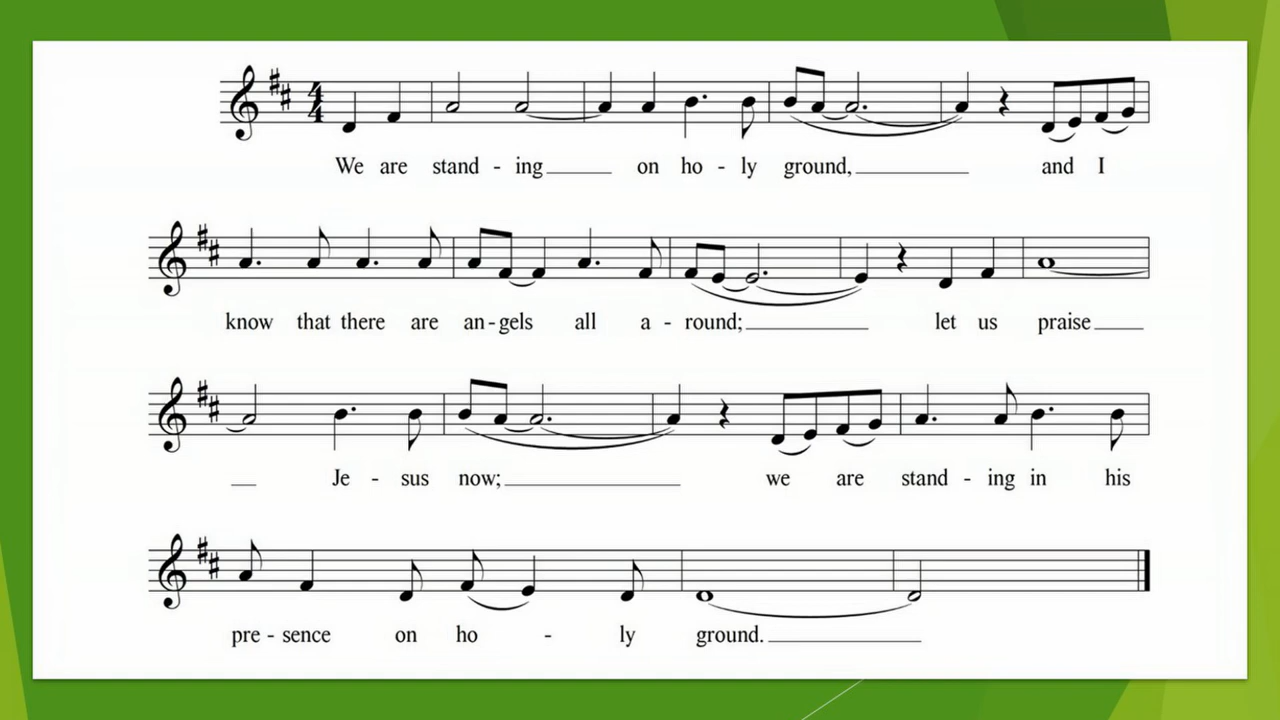 We are stand - ing on ho - ly ground, and I
know that there are an - gels all a - round; let us praise
Je - sus now; we are stand - ing in his
pre - sence on ho - ly ground.